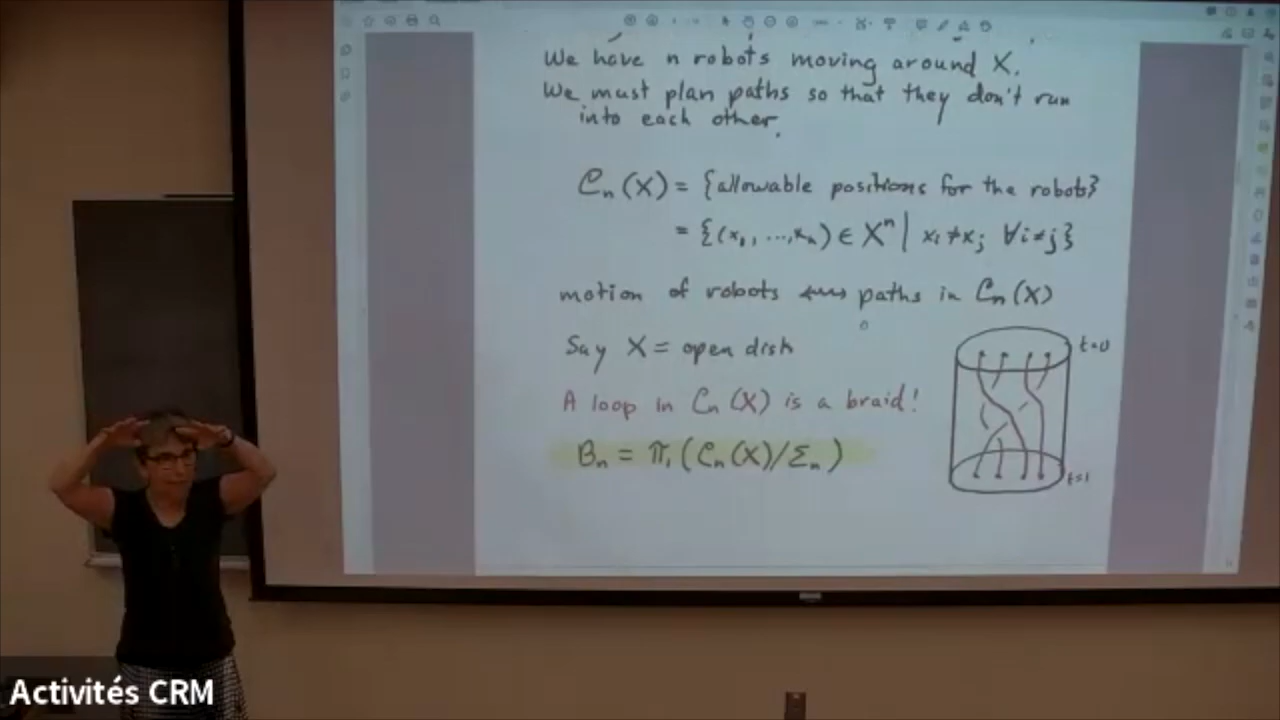 We have n robots moving around X.
We must plan paths so that they don't run
into each other.
Cₙ(X) = {allowable positions for the robots}
= {(x₁, ..., xₙ) ∈ Xⁿ | xᵢ ≠ xⱼ ∀i≠j}
motion of robots ↭ paths in Cₙ(X)
Say X = open disk
t=0
A loop in Cₙ(X) is a braid!
Bₙ = π₁(Cₙ(X)/Σₙ)
t=1
Activités CRM